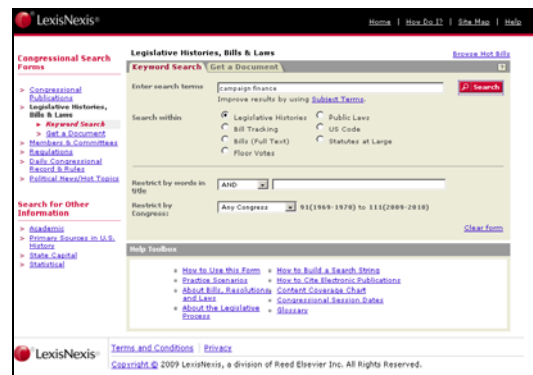 LexisNexis®
Home | How Do I? | Site Map | Help
Congressional Search Forms
> Congressional Publications
> Legislative Histories, Bills & Laws
> Keyword Search
> Get a Document
> Members & Committees
> Regulations
> Daily Congressional Record & Rules
> Political News/Hot Topics
Search for Other Information
> Academic
> Primary Sources in U.S. History
> State Capital
> Statistical
Legislative Histories, Bills & Laws
Browse Hot Bills
Keyword Search Get a Document ?
Enter search terms campaign finance Search
Improve results by using Subject Terms.
Search within Legislative Histories Public Laws
Bill Tracking US Code
Bills (Full Text) Statutes at Large
Floor Votes
Restrict by words in title AND
Restrict by Congress: Any Congress 91(1969-1970) to 111(2009-2010)
Clear form
Help Toolbox
How to Use this Form How to Build a Search String
Practice Scenarios How to Cite Electronic Publications
About Bills, Resolutions and Laws Content Coverage Chart
Congressional Session Dates
About the Legislative Process Glossary
LexisNexis® Terms and Conditions | Privacy
Copyright © 2009 LexisNexis, a division of Reed Elsevier Inc. All Rights Reserved.